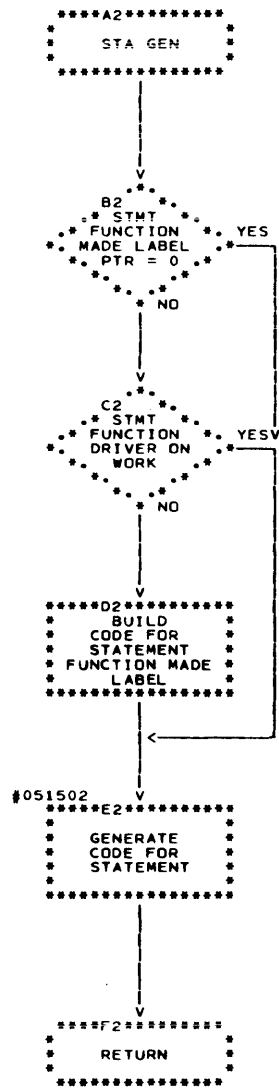 A2
STA GEN
B2
STMT
FUNCTION
MADE LABEL
PTR = 0
YES
NO
C2
STMT
FUNCTION
DRIVER ON
WORK
YES
NO
D2
BUILD
CODE FOR
STATEMENT
FUNCTION MADE
LABEL
#051502
E2
GENERATE
CODE FOR
STATEMENT
F2
RETURN